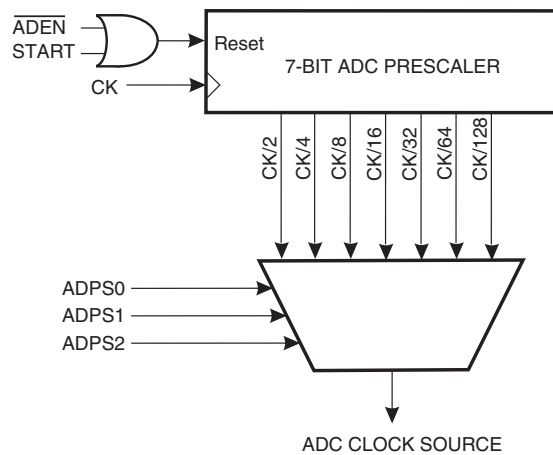 ADEN
START
Reset
7-BIT ADC PRESCALER
CK
CK/2
CK/4
CK/8
CK/16
CK/32
CK/64
CK/128
ADPS0
ADPS1
ADPS2
ADC CLOCK SOURCE